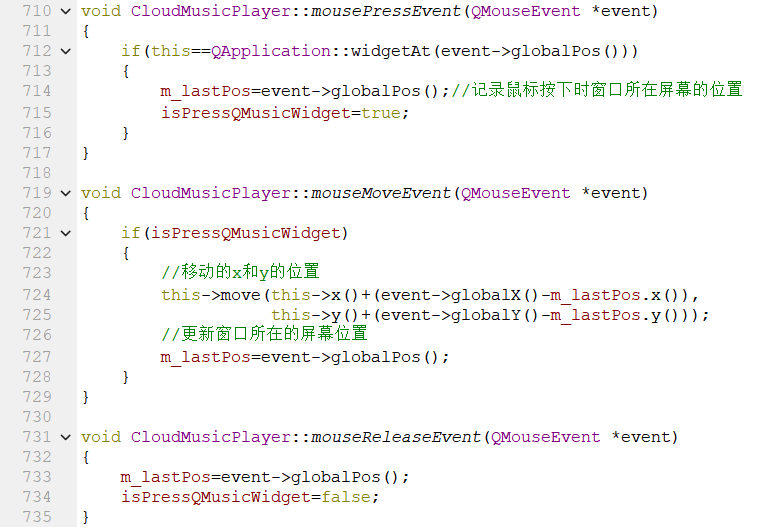 710 void CloudMusicPlayer::mousePressEvent(QMouseEvent *event)
711 {
712     if(this==QApplication::widgetAt(event->globalPos()))
713     {
714         m_lastPos=event->globalPos();//记录鼠标按下时窗口所在屏幕的位置
715         isPressQMusicWidget=true;
716     }
717 }
718
719 void CloudMusicPlayer::mouseMoveEvent(QMouseEvent *event)
720 {
721     if(isPressQMusicWidget)
722     {
723         //移动的x和y的位置
724         this->move(this->x()+(event->globalX()-m_lastPos.x()),
725                    this->y()+(event->globalY()-m_lastPos.y()));
726         //更新窗口所在的屏幕位置
727         m_lastPos=event->globalPos();
728     }
729 }
730
731 void CloudMusicPlayer::mouseReleaseEvent(QMouseEvent *event)
732 {
733     m_lastPos=event->globalPos();
734     isPressQMusicWidget=false;
735 }